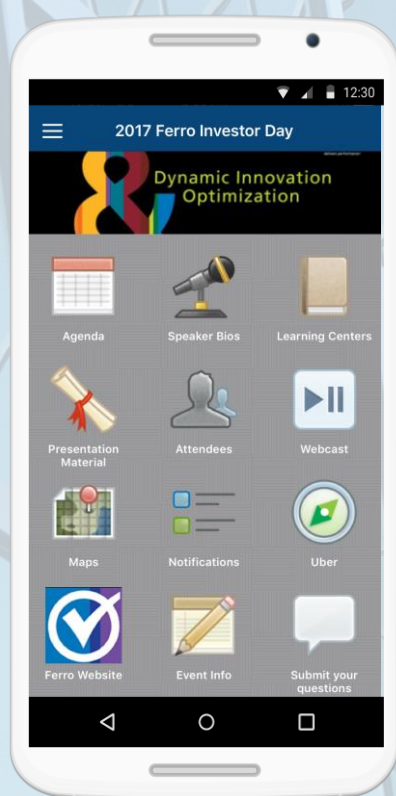 12:30
2017 Ferro Investor Day
&
Dynamic Innovation
Optimization
Agenda
Speaker Bios
Learning Centers
Presentation
Material
Attendees
Webcast
Maps
Notifications
Uber
Ferro Website
Event Info
Submit your
questions